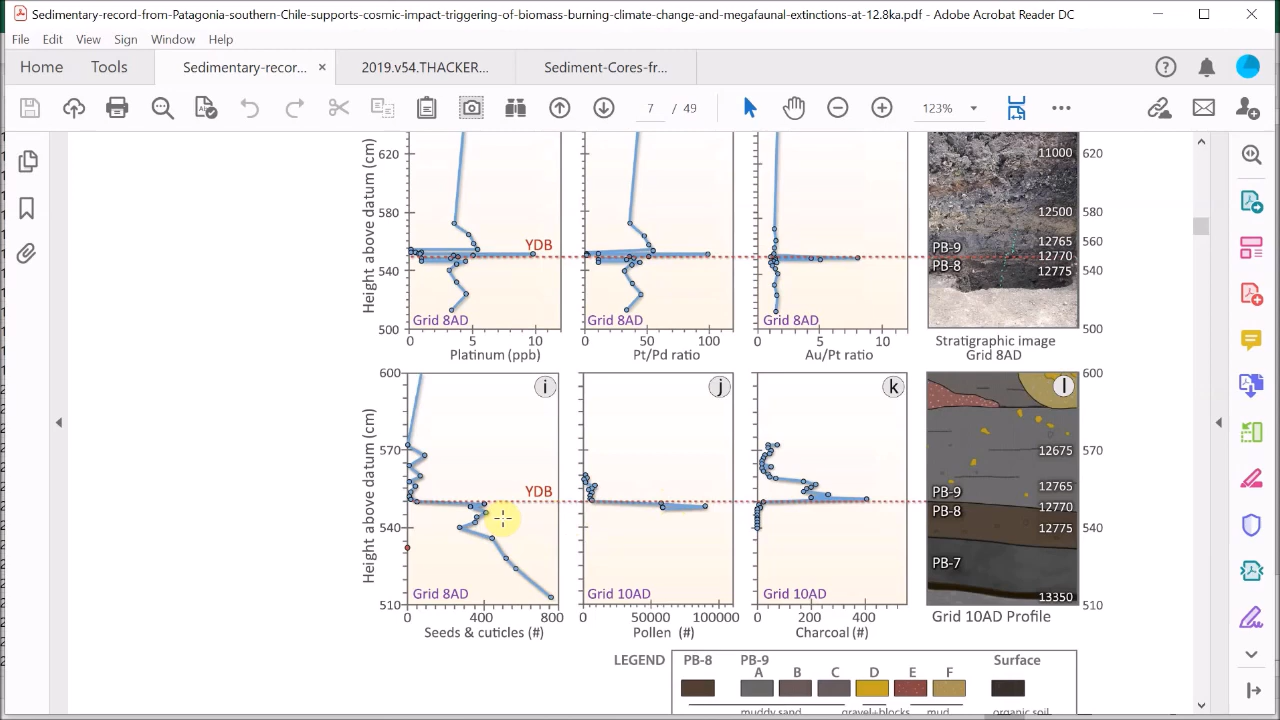 Sedimentary-record-from-Patagonia-southern-Chile-supports-cosmic-impact-triggering-of-biomass-burning-climate-change-and-megafaunal-extinctions-at-12.8ka.pdf - Adobe Acrobat Reader DC
File Edit View Sign Window Help
Home Tools Sedimentary-recor... × 2019.v54.THACKER... Sediment-Cores-fr...
7 / 49 123%
Height above datum (cm)
620
580
540
500
YDB
Grid 8AD
0 5 10
Platinum (ppb)
Grid 8AD
0 50 100
Pt/Pd ratio
Grid 8AD
0 5 10
Au/Pt ratio
11000
12500
12765
12770
12775
PB-9
PB-8
620
580
560
540
500
Stratigraphic image
Grid 8AD
Height above datum (cm)
600
570
540
510
i
YDB
Grid 8AD
0 400 800
Seeds & cuticles (#)
j
Grid 10AD
0 50000 100000
Pollen (#)
k
Grid 10AD
0 200 400
Charcoal (#)
l
12675
12765
12770
12775
13350
PB-9
PB-8
PB-7
600
570
560
540
510
Grid 10AD Profile
LEGEND PB-8 PB-9 Surface
A B C D E F
muddy sand gravel+blocks mud organic soil